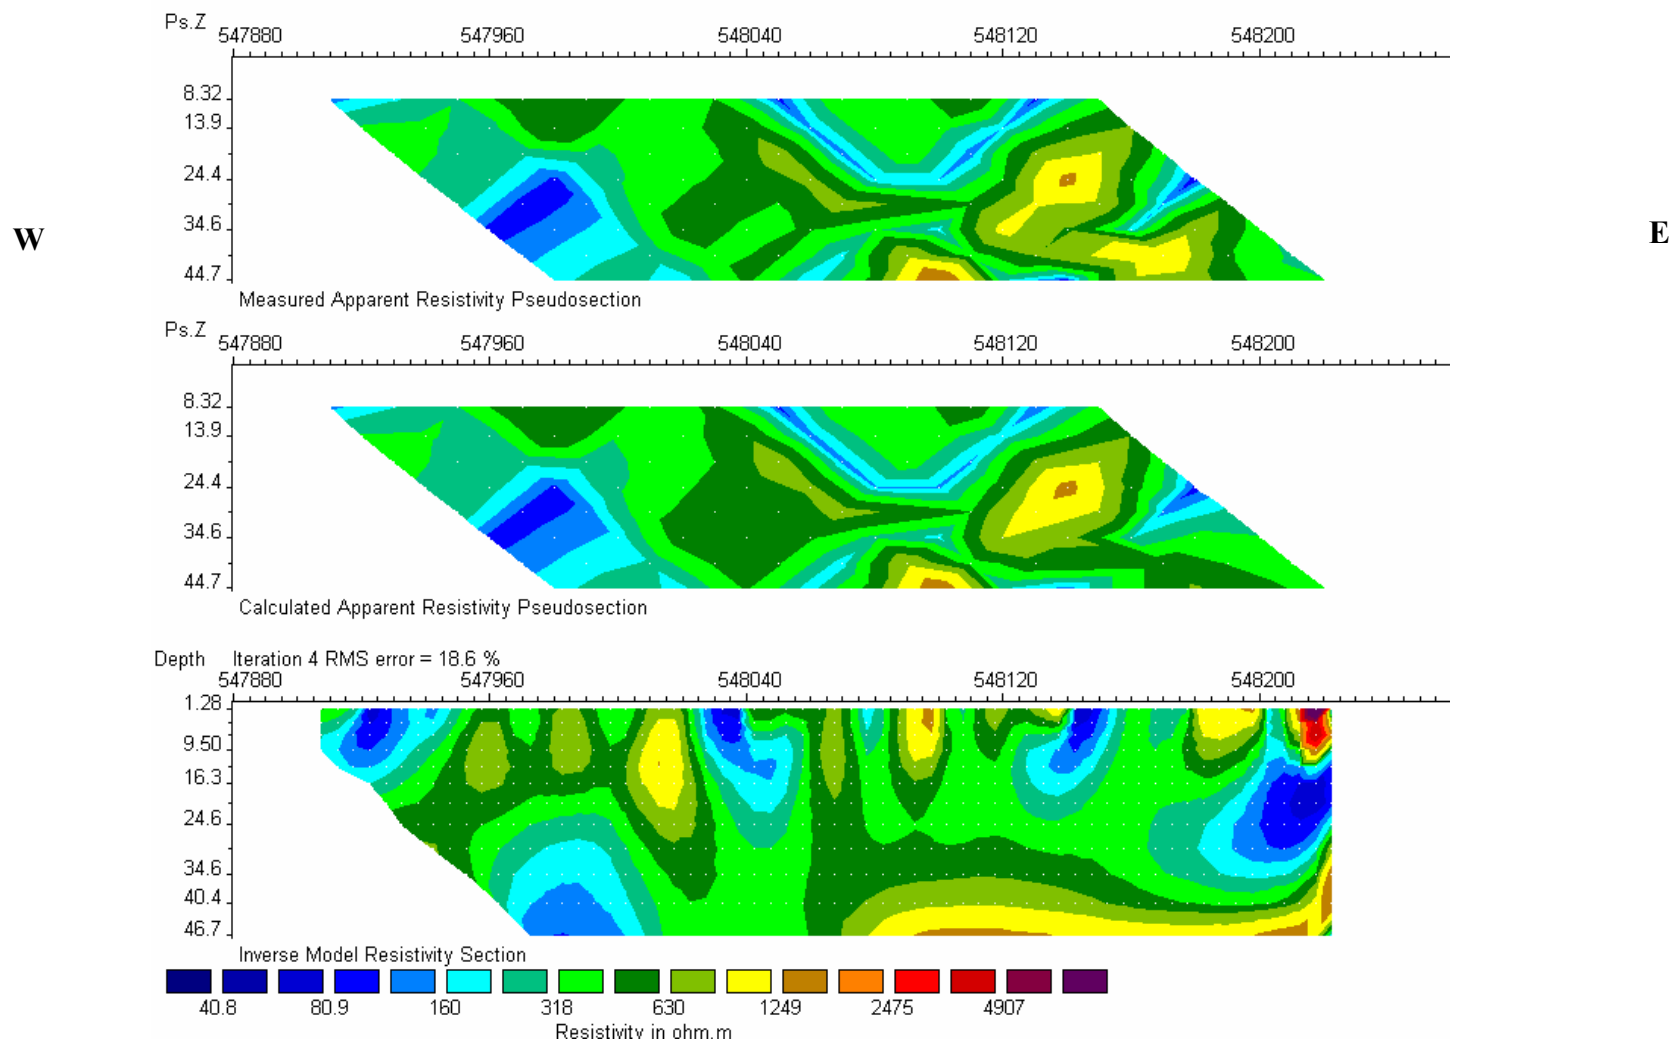 Ps.Z
547880 547960 548040 548120 548200
8.32
13.9
24.4
34.6
44.7
Measured Apparent Resistivity Pseudosection
W
E
Ps.Z
547880 547960 548040 548120 548200
8.32
13.9
24.4
34.6
44.7
Calculated Apparent Resistivity Pseudosection
Depth Iteration 4 RMS error = 18.6 %
547880 547960 548040 548120 548200
1.28
9.50
16.3
24.6
34.6
40.4
46.7
Inverse Model Resistivity Section
40.8 80.9 160 318 630 1249 2475 4907
Resistivity in ohm.m